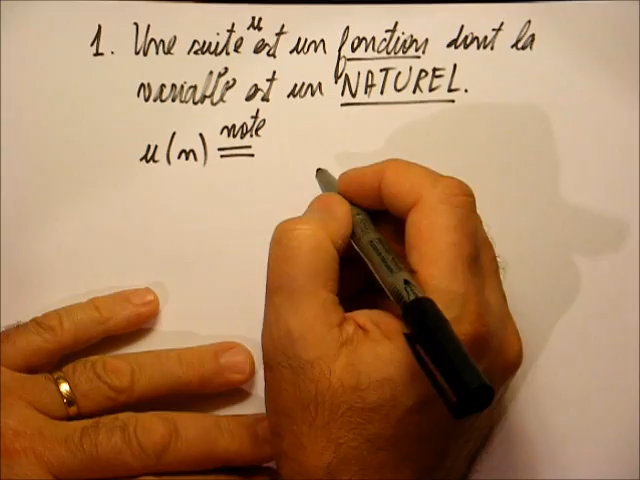 1. Une suite u est un fonction dont la
variable est un NATUREL.
u(n) note =